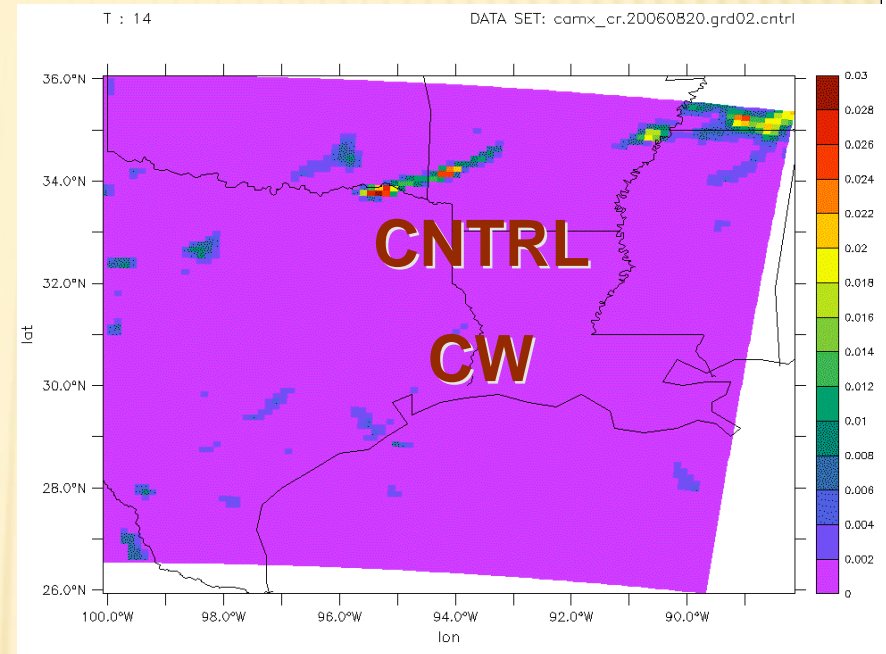 T : 14
DATA SET: camx_cr.20060820.grd02.cntrl
36.0°N
34.0°N
32.0°N
30.0°N
28.0°N
26.0°N
lat
100.0°W 98.0°W 96.0°W 94.0°W 92.0°W 90.0°W
lon
CNTRL
CW
0.03
0.028
0.026
0.024
0.022
0.02
0.018
0.016
0.014
0.012
0.01
0.008
0.006
0.004
0.002
0